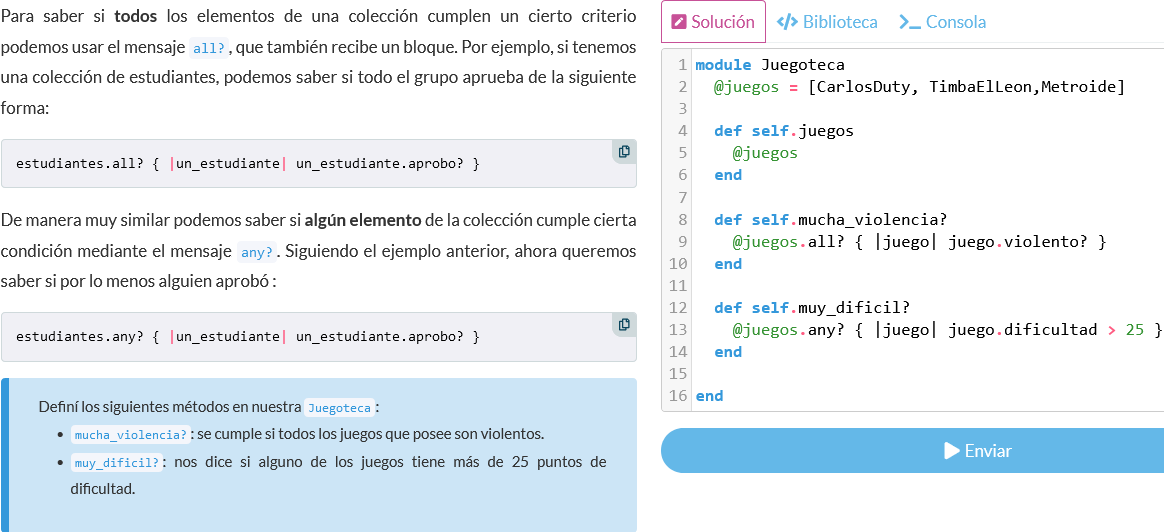 Para saber si todos los elementos de una colección cumplen un cierto criterio
podemos usar el mensaje all?, que también recibe un bloque. Por ejemplo, si tenemos
una colección de estudiantes, podemos saber si todo el grupo aprueba de la siguiente
forma:
estudiantes.all? { |un_estudiante| un_estudiante.aprobo? }
De manera muy similar podemos saber si algún elemento de la colección cumple cierta
condición mediante el mensaje any?. Siguiendo el ejemplo anterior, ahora queremos
saber si por lo menos alguien aprobó :
estudiantes.any? { |un_estudiante| un_estudiante.aprobo? }
Definí los siguientes métodos en nuestra Juegoteca:
• mucha_violencia?: se cumple si todos los juegos que posee son violentos.
• muy_dificil?: nos dice si alguno de los juegos tiene más de 25 puntos de
dificultad.
Solución </> Biblioteca >_ Consola
1 module Juegoteca
2   @juegos = [CarlosDuty, TimbaElLeon,Metroide]
3
4   def self.juegos
5     @juegos
6   end
7
8   def self.mucha_violencia?
9     @juegos.all? { |juego| juego.violento? }
10   end
11
12   def self.muy_dificil?
13     @juegos.any? { |juego| juego.dificultad > 25 }
14   end
15
16 end
Enviar